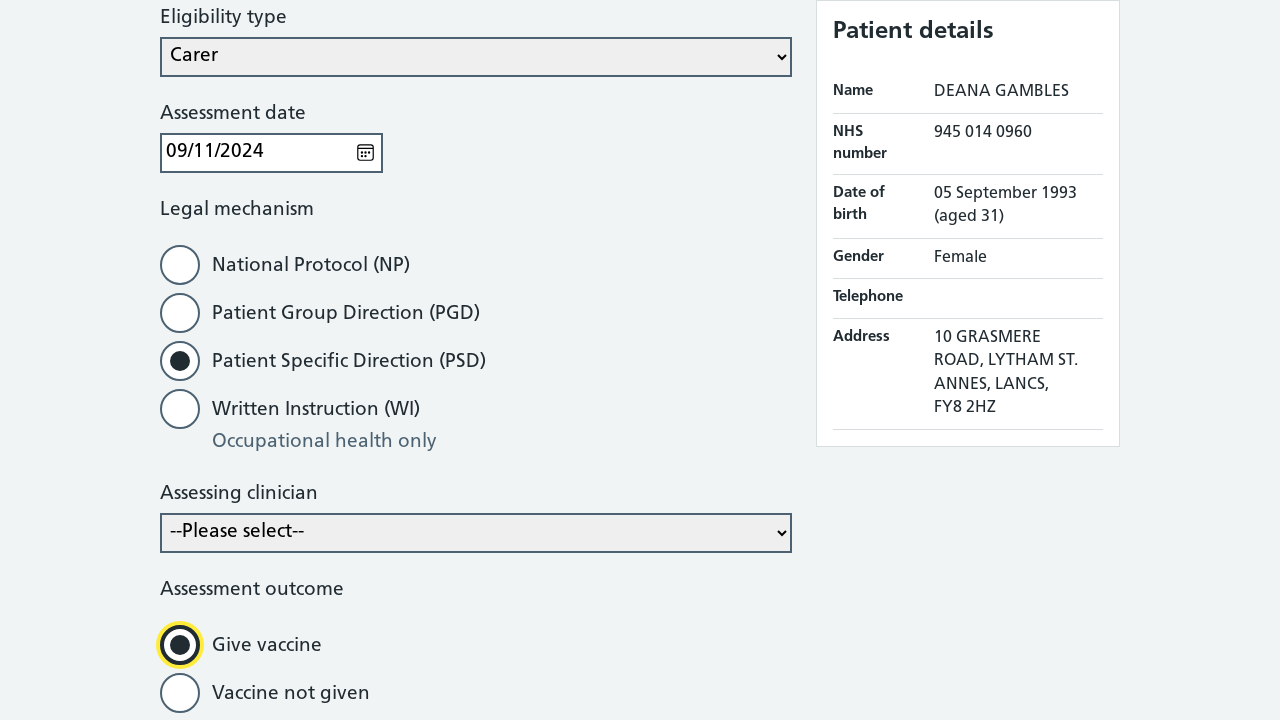 Eligibility type
Carer
Assessment date
09/11/2024
Legal mechanism
National Protocol (NP)
Patient Group Direction (PGD)
Patient Specific Direction (PSD)
Written Instruction (WI)
Occupational health only
Assessing clinician
--Please select--
Assessment outcome
Give vaccine
Vaccine not given
Patient details
Name DEANA GAMBLES
NHS number 945 014 0960
Date of birth 05 September 1993
(aged 31)
Gender Female
Telephone
Address 10 GRASMERE
ROAD, LYTHAM ST.
ANNES, LANCS,
FY8 2HZ